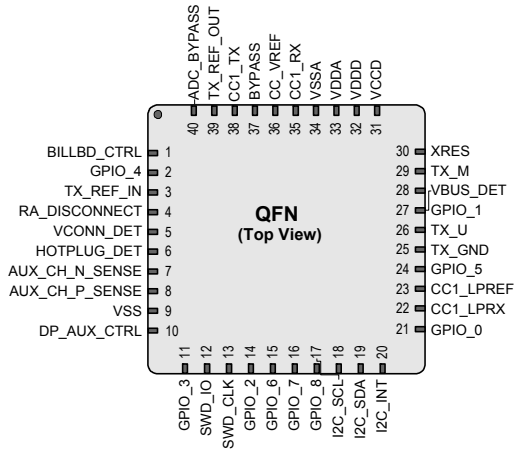 ADC_BYPASS
TX_REF_OUT
CC1_TX
BYPASS
CC_VREF
CC1_RX
VSSA
VDDA
VDDD
VCCD
40
39
38
37
36
35
34
33
32
31
BILLBD_CTRL 1
GPIO_4 2
TX_REF_IN 3
RA_DISCONNECT 4
VCONN_DET 5
HOTPLUG_DET 6
AUX_CH_N_SENSE 7
AUX_CH_P_SENSE 8
VSS 9
DP_AUX_CTRL 10
QFN
(Top View)
30 XRES
29 TX_M
28 VBUS_DET
27 GPIO_1
26 TX_U
25 TX_GND
24 GPIO_5
23 CC1_LPREF
22 CC1_LPRX
21 GPIO_0
11
12
13
14
15
16
17
18
19
20
GPIO_3
SWD_IO
SWD_CLK
GPIO_2
GPIO_6
GPIO_7
GPIO_8
I2C_SCL
I2C_SDA
I2C_INT